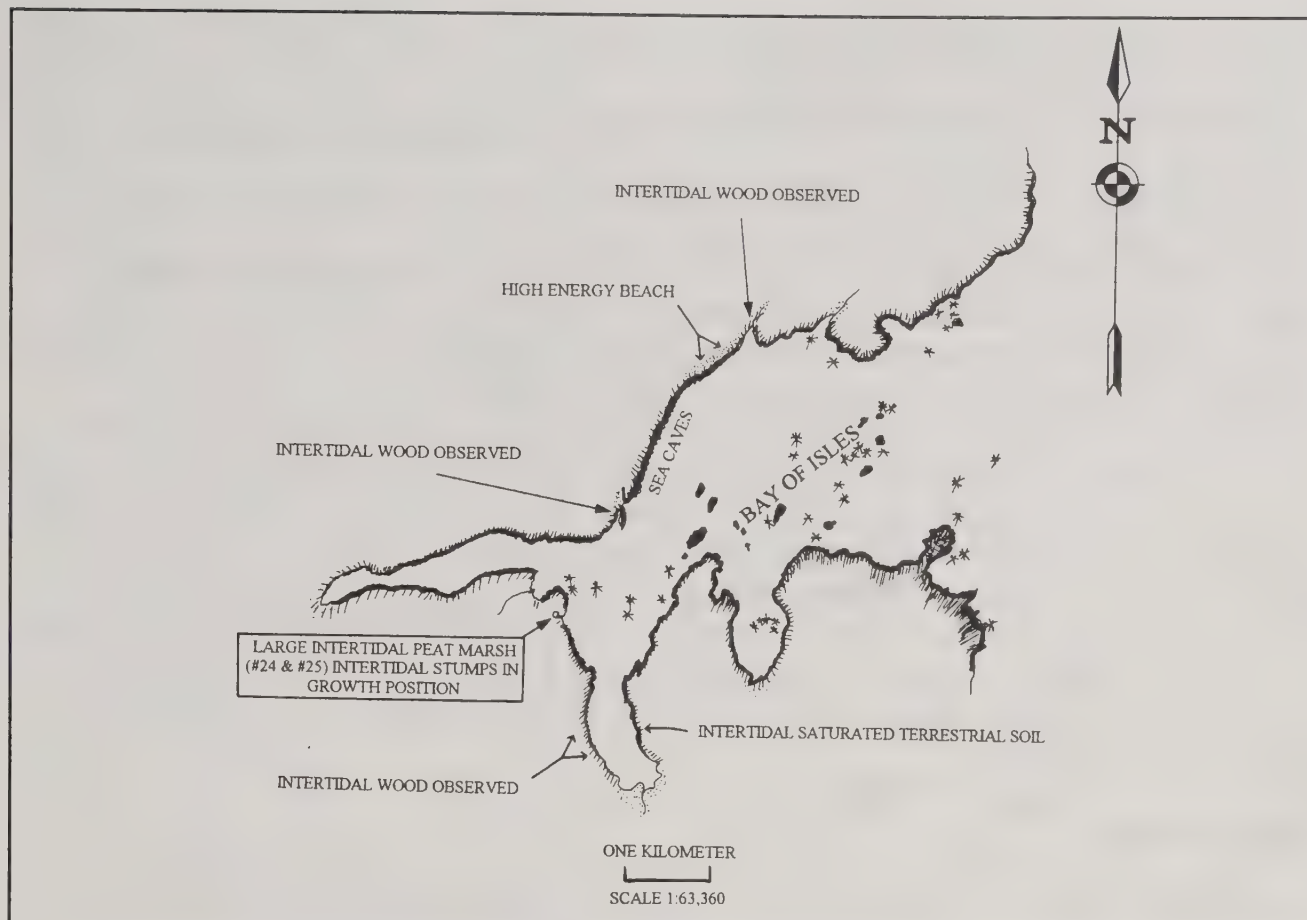 N
INTERTIDAL WOOD OBSERVED
HIGH ENERGY BEACH
INTERTIDAL WOOD OBSERVED
SEA CAVES
BAY OF ISLES
LARGE INTERTIDAL PEAT MARSH
(#24 & #25) INTERTIDAL STUMPS IN
GROWTH POSITION
INTERTIDAL SATURATED TERRESTRIAL SOIL
INTERTIDAL WOOD OBSERVED
ONE KILOMETER
SCALE 1:63,360